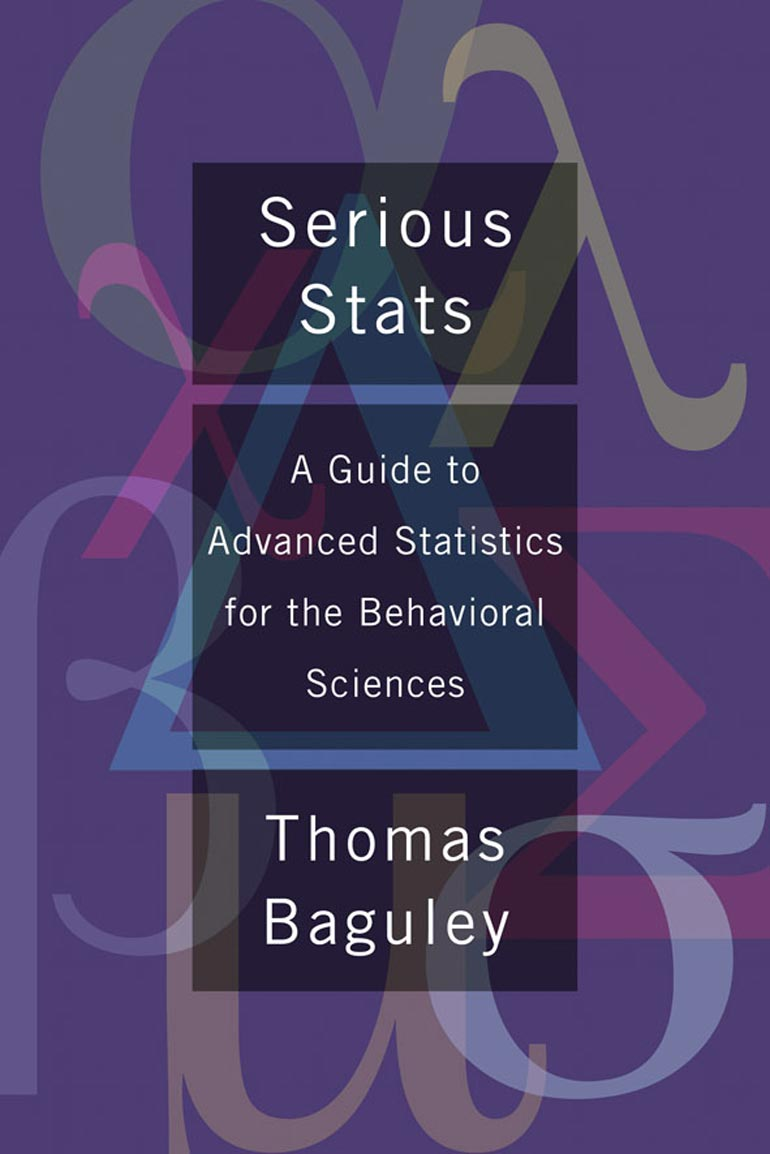 Serious
Stats
A Guide to
Advanced Statistics
for the Behavioral
Sciences
Thomas
Baguley